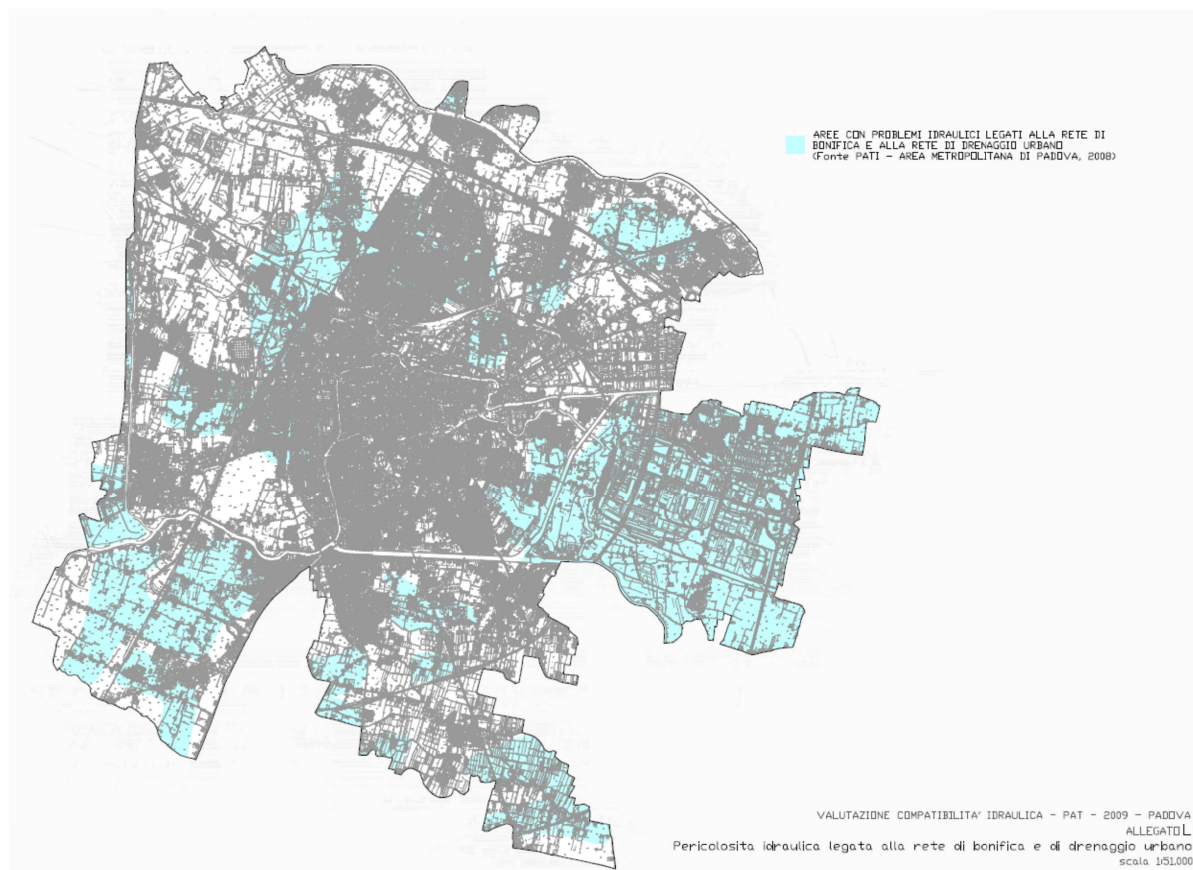 AREE CON PROBLEMI IDRAULICI LEGATI ALLA RETE DI
BONIFICA E ALLA RETE DI DRENAGGIO URBANO
(Fonte PATI - AREA METROPOLITANA DI PADOVA, 2008)
VALUTAZIONE COMPATIBILITA' IDRAULICA - PAT - 2009 - PADOVA
ALLEGATO L
Pericolosita idraulica legata alla rete di bonifica e di drenaggio urbano
scala 1:51.000